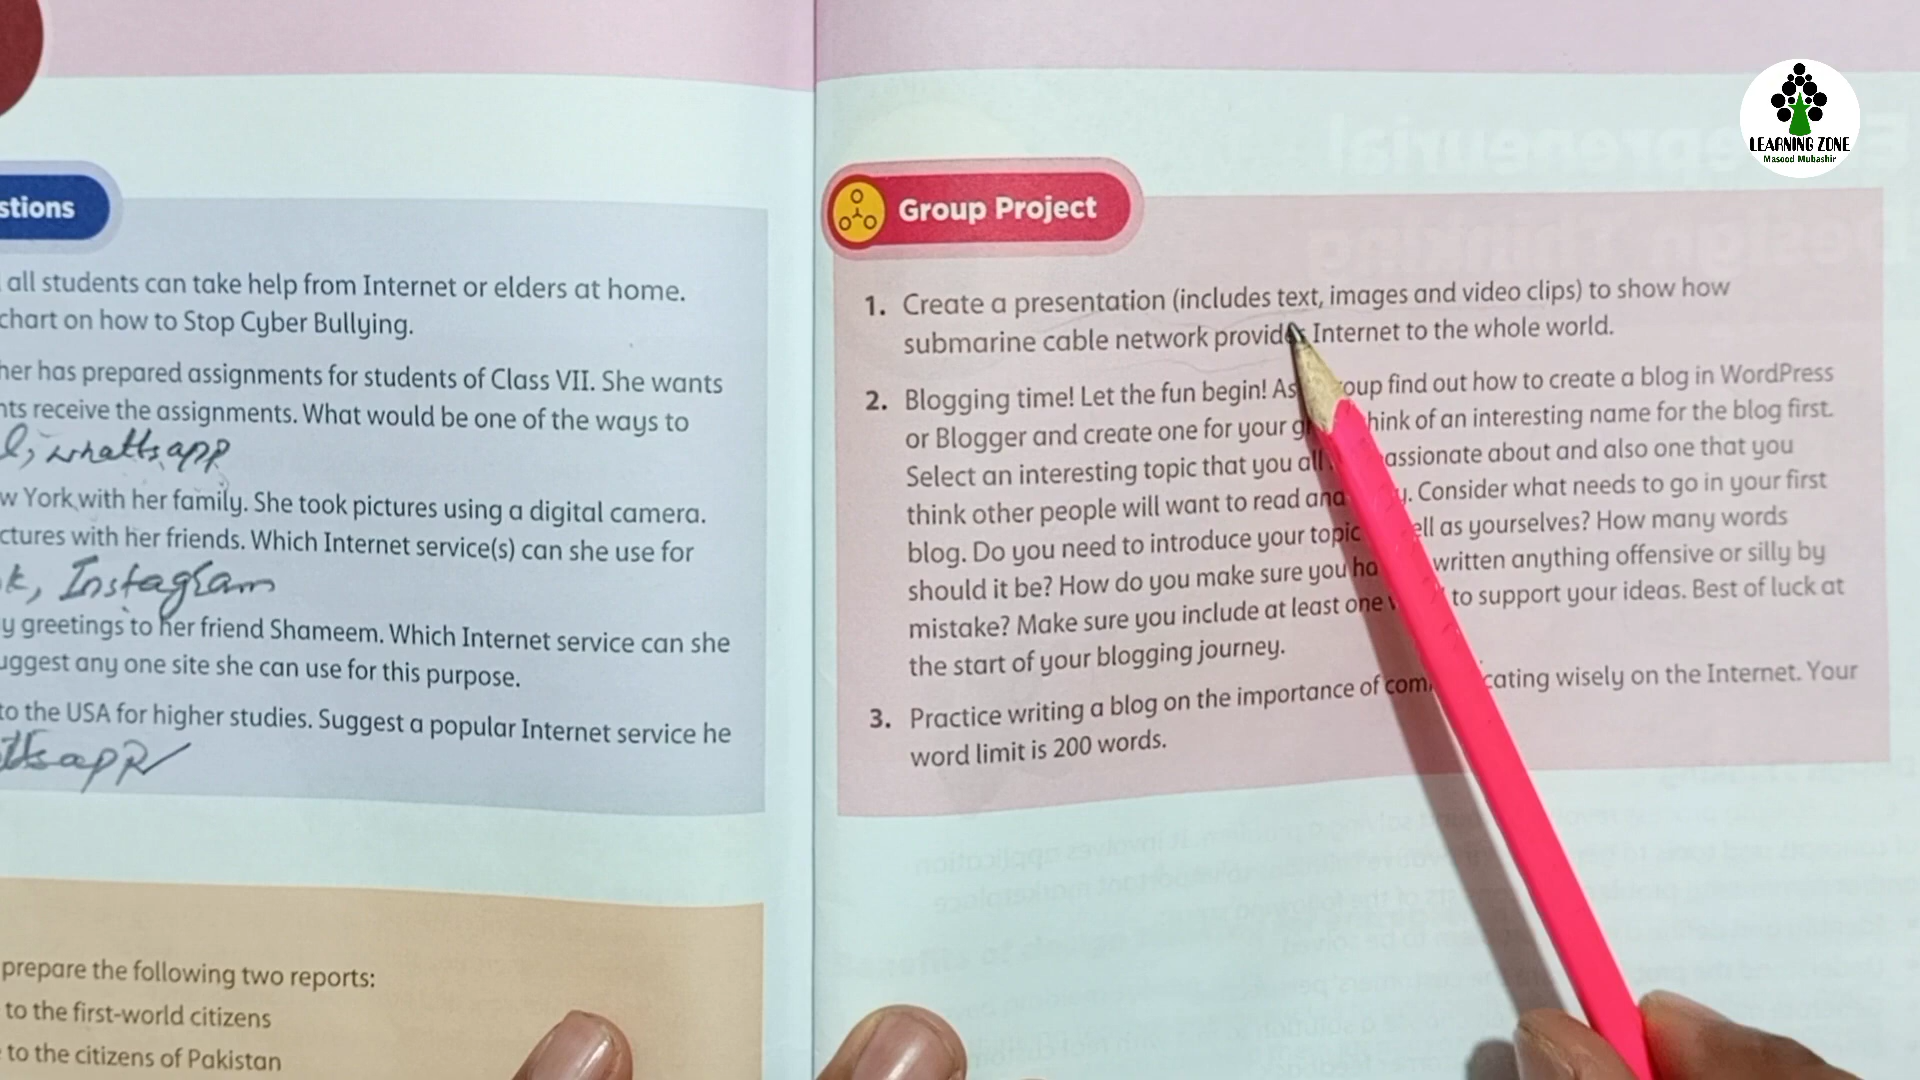 stions
all students can take help from Internet or elders at home.
chart on how to Stop Cyber Bullying.
her has prepared assignments for students of Class VII. She wants
nts receive the assignments. What would be one of the ways to
l, whattsapp
w York with her family. She took pictures using a digital camera.
ctures with her friends. Which Internet service(s) can she use for
k, Instagram
y greetings to her friend Shameem. Which Internet service can she
uggest any one site she can use for this purpose.
to the USA for higher studies. Suggest a popular Internet service he
ttsapp
prepare the following two reports:
to the first-world citizens
to the citizens of Pakistan
Group Project
1. Create a presentation (includes text, images and video clips) to show how
submarine cable network provides Internet to the whole world.
2. Blogging time! Let the fun begin! As group find out how to create a blog in WordPress
or Blogger and create one for your think of an interesting name for the blog first.
Select an interesting topic that you all passionate about and also one that you
think other people will want to read and Consider what needs to go in your first
blog. Do you need to introduce your topic well as yourselves? How many words
should it be? How do you make sure you written anything offensive or silly by
mistake? Make sure you include at least one to support your ideas. Best of luck at
the start of your blogging journey.
3. Practice writing a blog on the importance of communicating wisely on the Internet. Your
word limit is 200 words.
LEARNING ZONE
Masood Mubashir